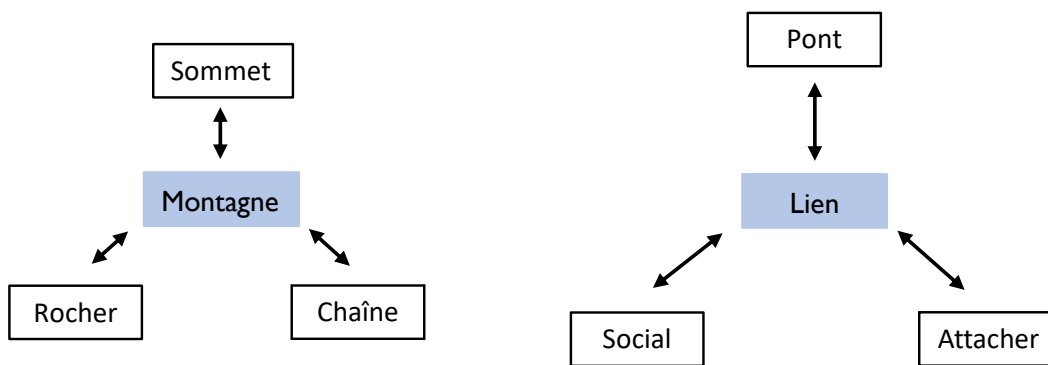 Sommet
Montagne
Rocher
Chaîne
Pont
Lien
Social
Attacher